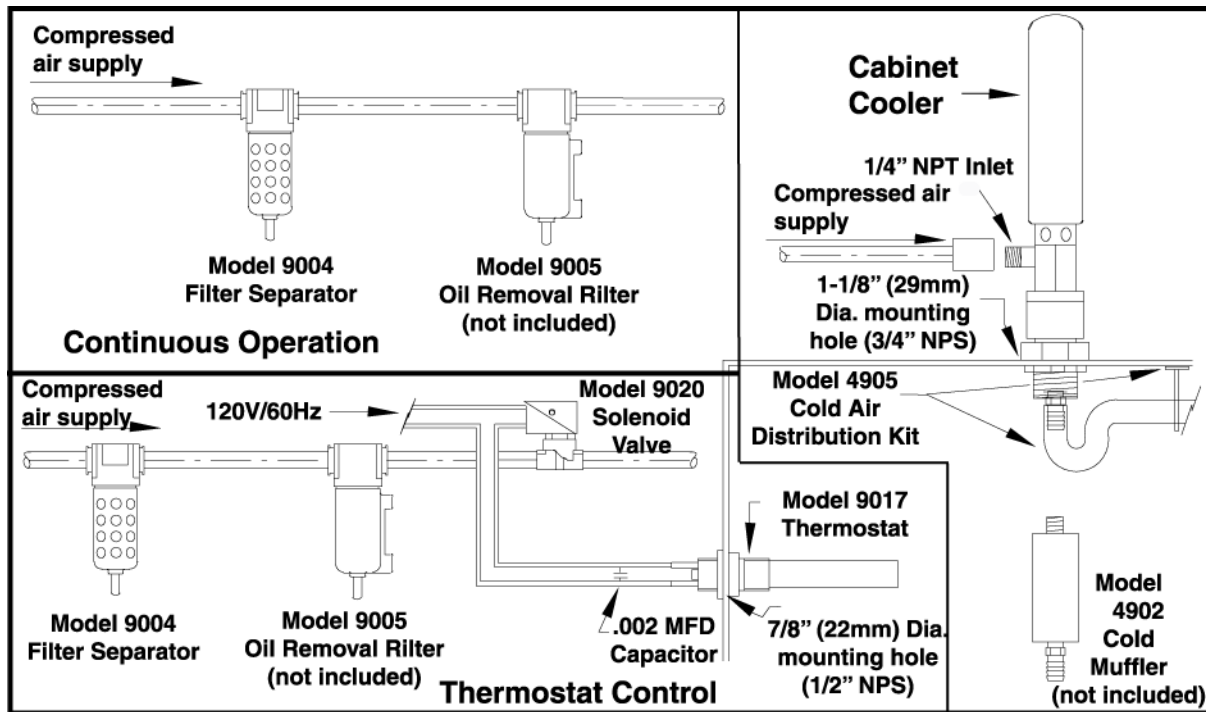 Compressed
air supply
Model 9004
Filter Separator
Model 9005
Oil Removal Rilter
(not included)
Continuous Operation
Cabinet
Cooler
1/4” NPT Inlet
Compressed air
supply
1-1/8” (29mm)
Dia. mounting
hole (3/4” NPS)
Model 4905
Cold Air
Distribution Kit
Compressed
air supply
120V/60Hz
Model 9020
Solenoid
Valve
Model 9004
Filter Separator
Model 9005
Oil Removal Rilter
(not included)
.002 MFD
Capacitor
Model 9017
Thermostat
7/8” (22mm) Dia.
mounting hole
(1/2” NPS)
Thermostat Control
Model
4902
Cold
Muffler
(not included)